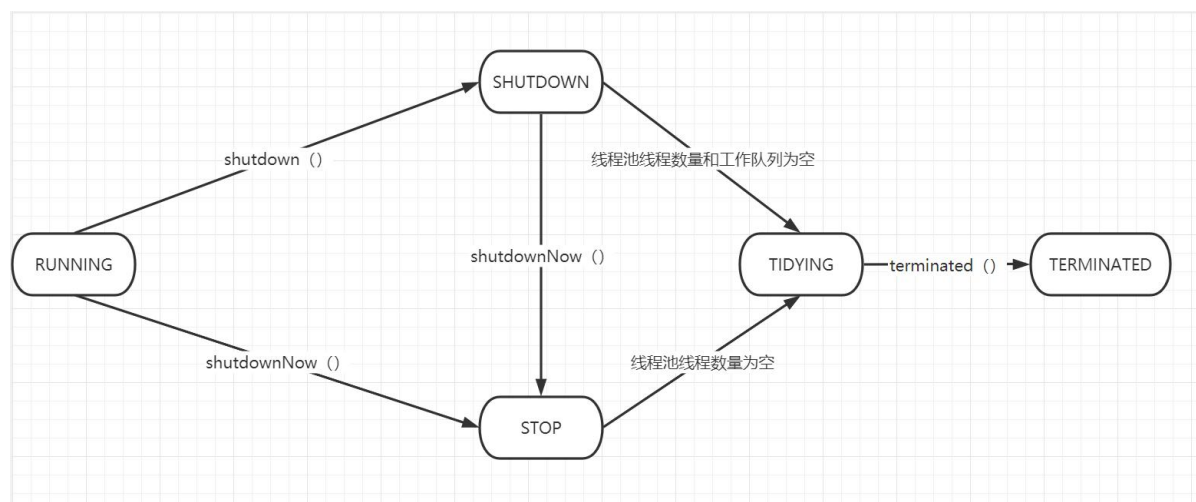 SHUTDOWN
shutdown（）
线程池线程数量和工作队列为空
RUNNING
shutdownNow（）
TIDYING
terminated（）
TERMINATED
shutdownNow（）
线程池线程数量为空
STOP